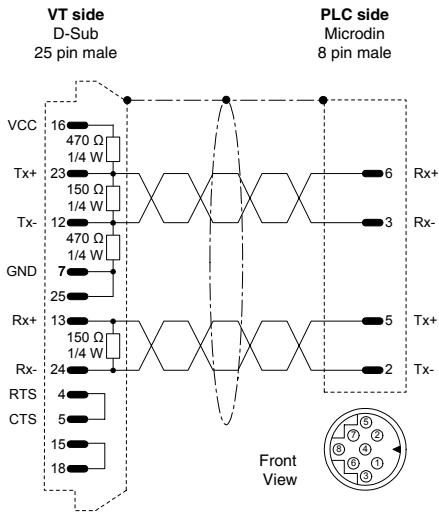 VT side
D-Sub
25 pin male
PLC side
Microdin
8 pin male
VCC 16
470 Ω
1/4 W
Tx+ 23
6 Rx+
150 Ω
1/4 W
Tx- 12
3 Rx-
470 Ω
1/4 W
GND 7
25
Rx+ 13
5 Tx+
150 Ω
1/4 W
Rx- 24
2 Tx-
RTS 4
CTS 5
15
18
Front
View
5
7 2
8 4
6 1
3